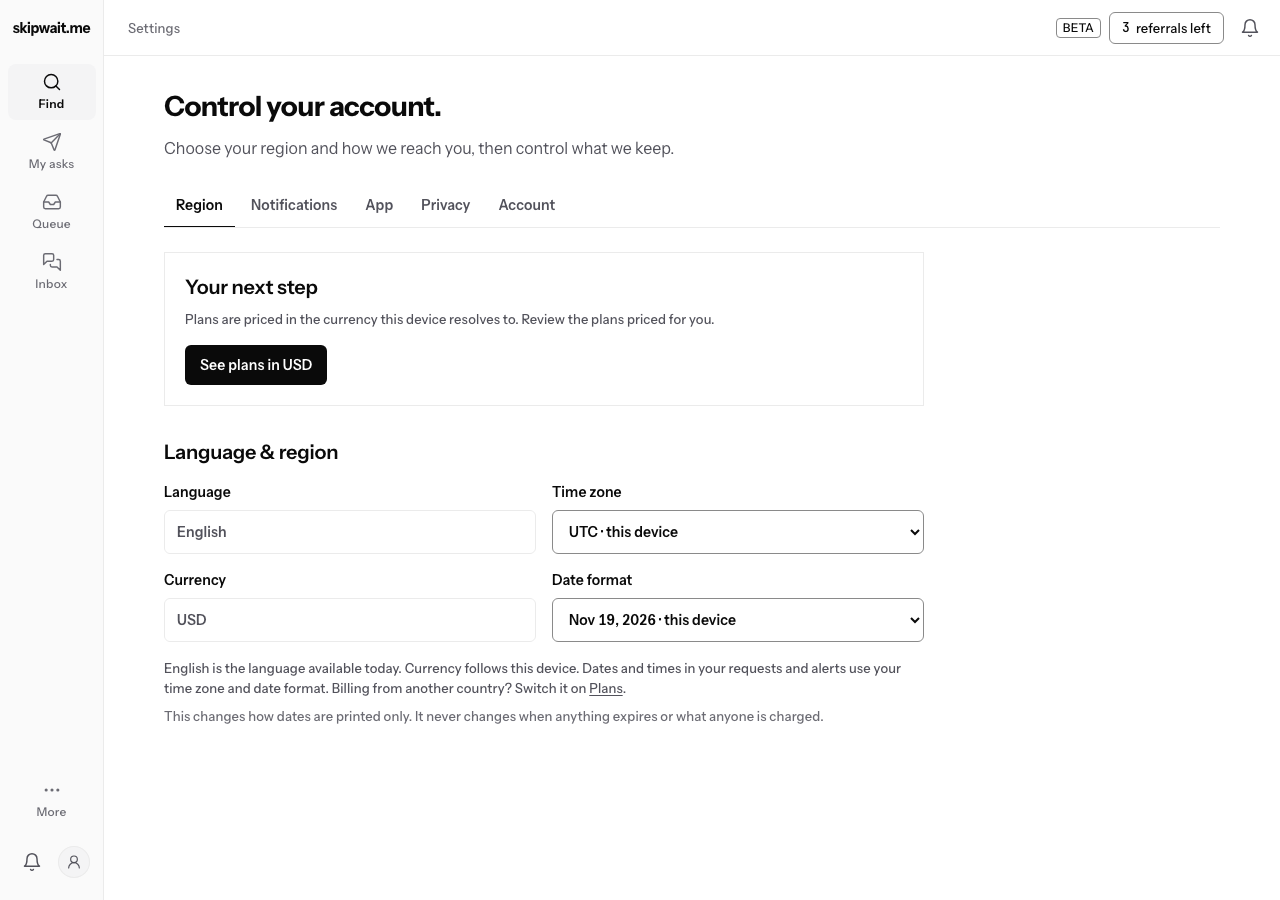 skipwait.me
Settings
BETA
3 referrals left
Find
My asks
Queue
Inbox
Control your account.
Choose your region and how we reach you, then control what we keep.
Region Notifications App Privacy Account
Your next step
Plans are priced in the currency this device resolves to. Review the plans priced for you.
See plans in USD
Language & region
Language Time zone
English UTC · this device
Currency Date format
USD Nov 19, 2026 · this device
English is the language available today. Currency follows this device. Dates and times in your requests and alerts use your
time zone and date format. Billing from another country? Switch it on Plans.
This changes how dates are printed only. It never changes when anything expires or what anyone is charged.
More